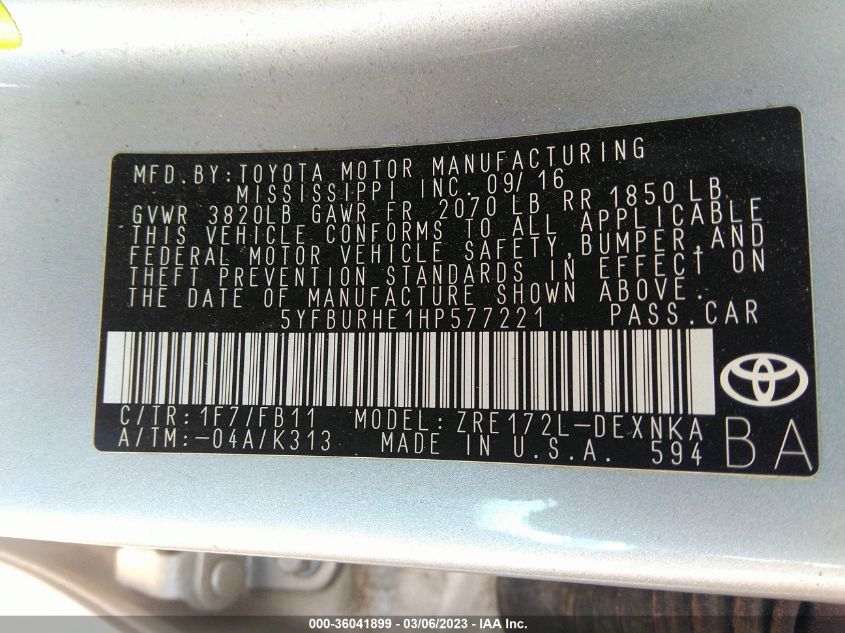 MFD. BY: TOYOTA MOTOR MANUFACTURING
MISSISSIPPI INC. 09/16
GVWR 3820LB GAWR FR 2070 LB RR 1850 LB
THIS VEHICLE CONFORMS TO ALL APPLICABLE
FEDERAL MOTOR VEHICLE SAFETY, BUMPER, AND
THEFT PREVENTION STANDARDS IN EFFECT ON
THE DATE OF MANUFACTURE SHOWN ABOVE.
5YFBURHE1HP577221 PASS.CAR
C/TR: 1F7/FB11 MODEL: ZRE172L-DEXNKA
A/TM: -04A/K313 MADE IN U.S.A. 594
BA
000-36041899 / 03/06/2023 / IAA Inc.